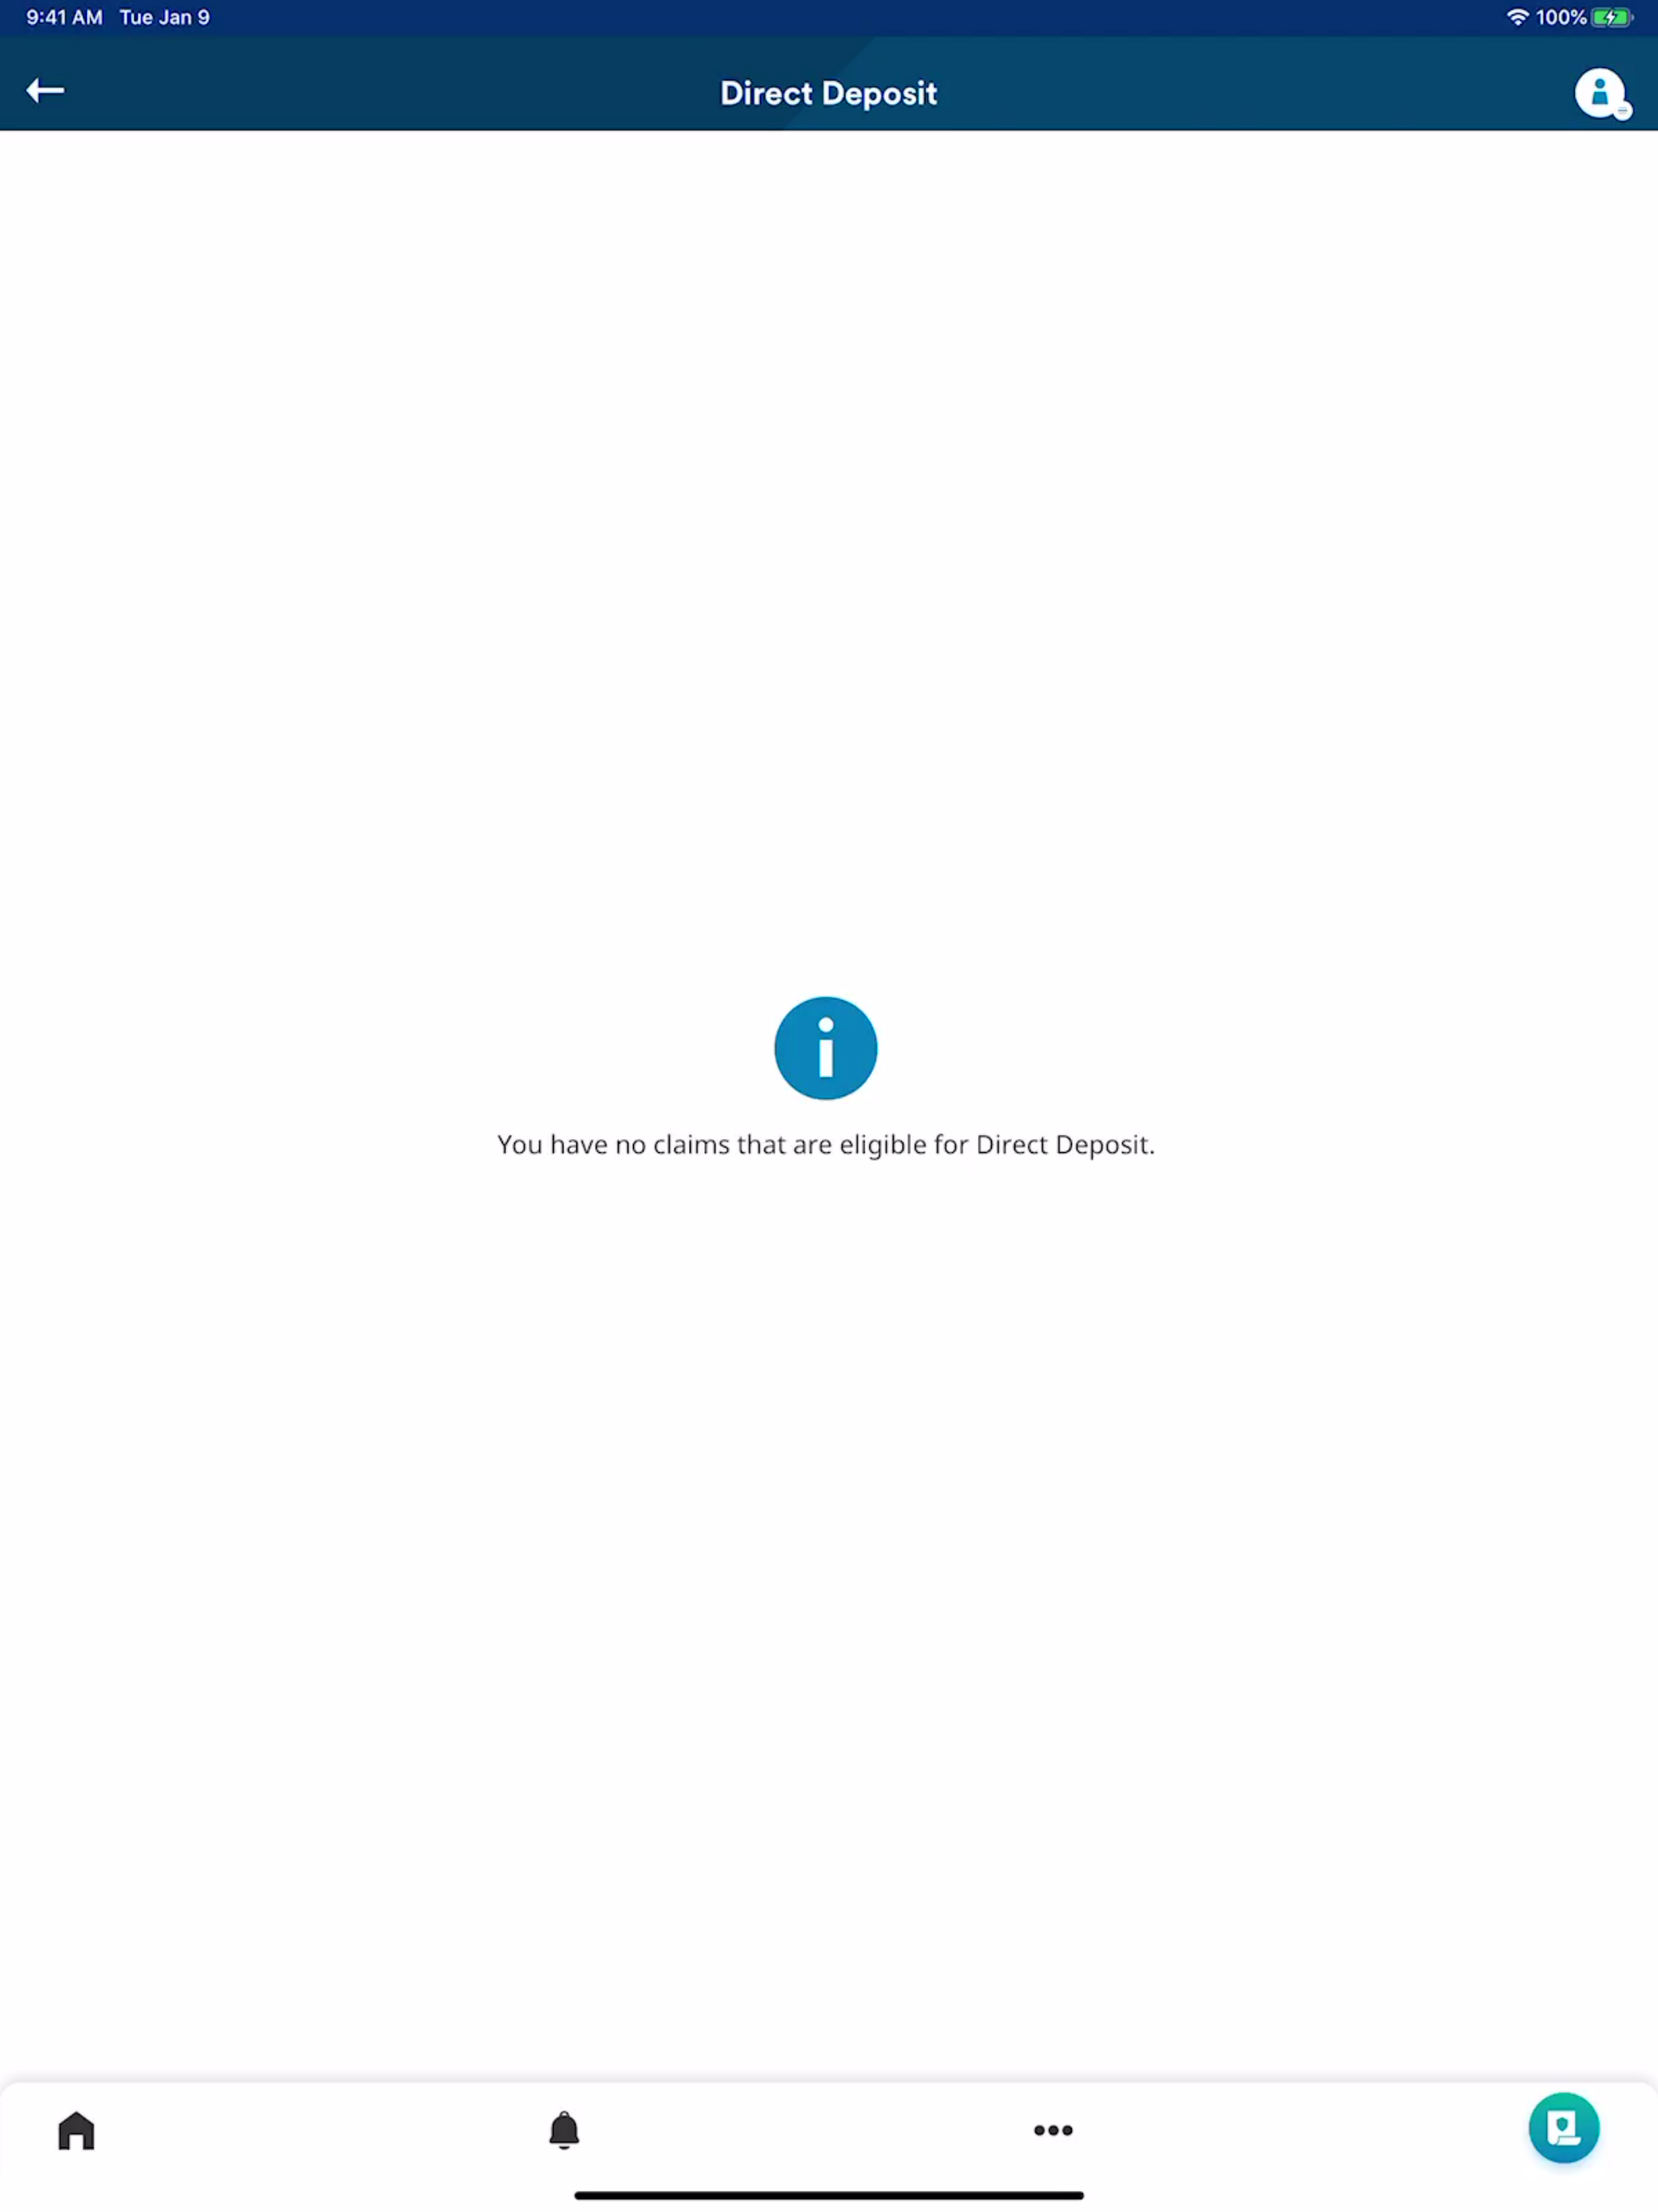 9:41 AM Tue Jan 9 100%
Direct Deposit
You have no claims that are eligible for Direct Deposit.